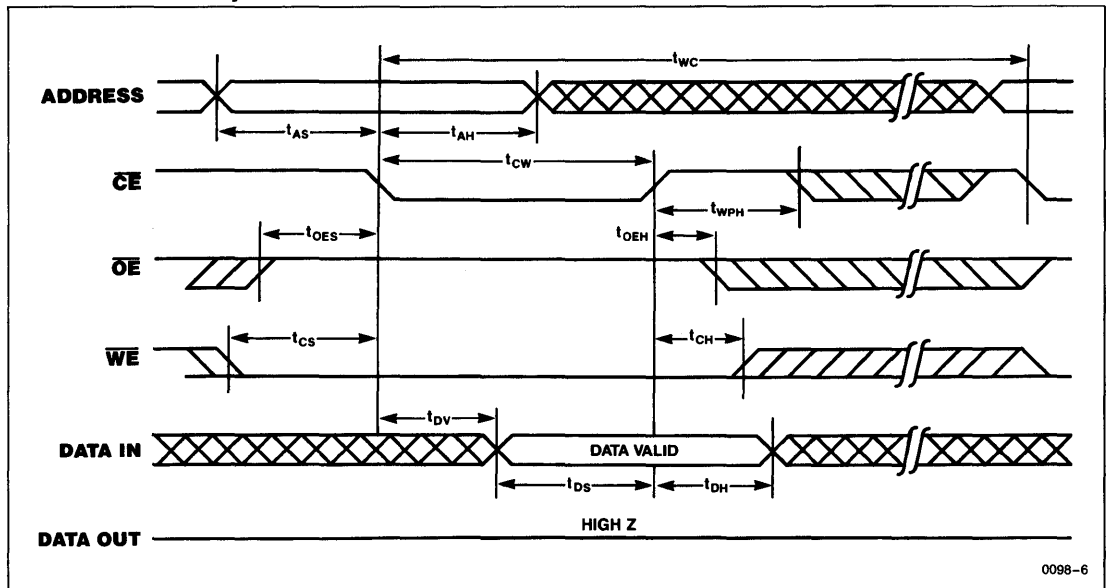 tWC
ADDRESS
tAS
tAH
tCW
CE
tWPH
tOES
tOEH
OE
tCS
tCH
WE
tDV
DATA IN
DATA VALID
tDS
tDH
HIGH Z
DATA OUT
0098-6